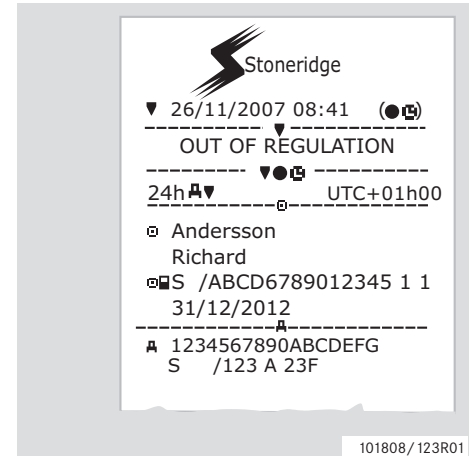 Stoneridge
▼ 26/11/2007 08:41 (●◷)
OUT OF REGULATION
24h UTC+01h00
Andersson
Richard
S /ABCD6789012345 1 1
31/12/2012
1234567890ABCDEFG
S /123 A 23F
101808/123R01